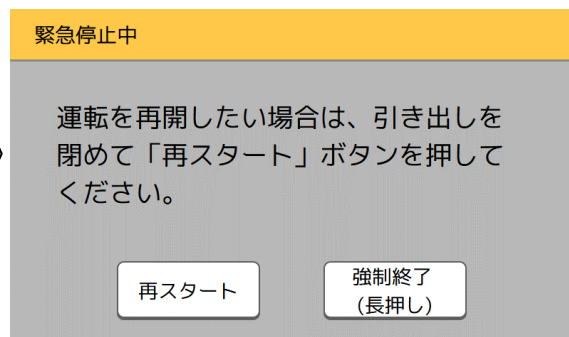 緊急停止中
運転を再開したい場合は、引き出しを
閉めて「再スタート」ボタンを押して
ください。
再スタート
強制終了
(長押し)